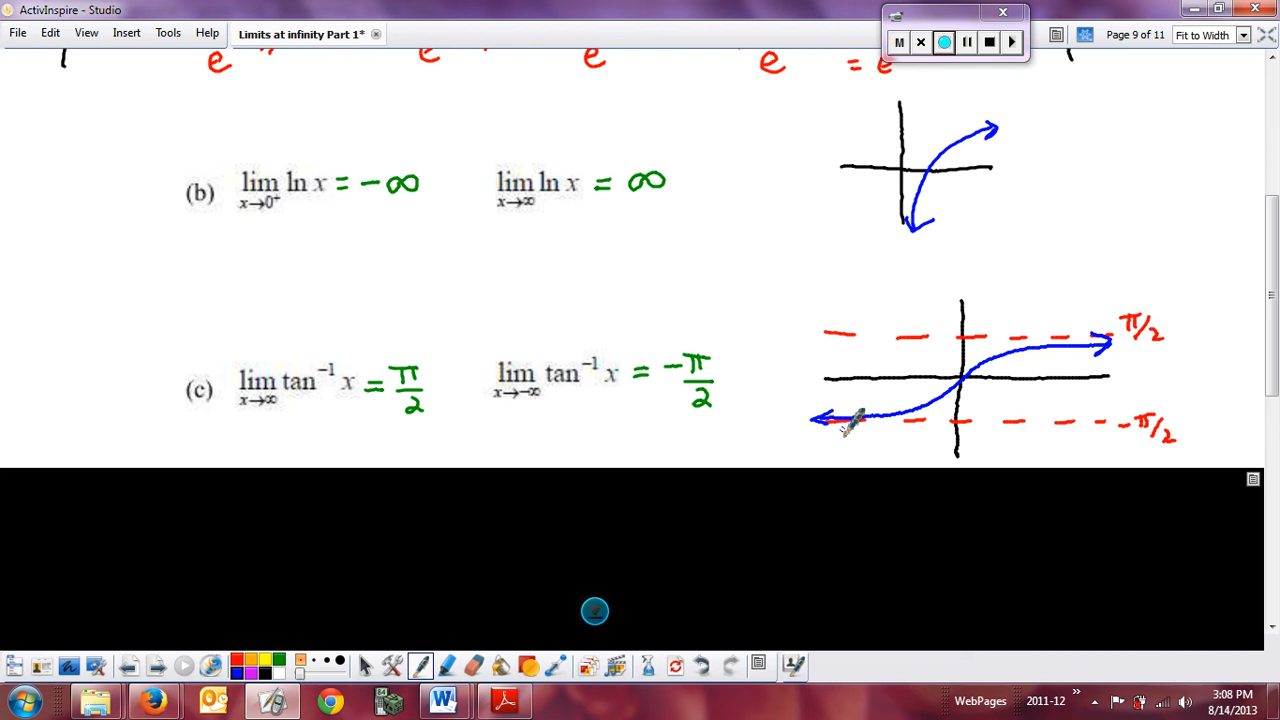 ActivInspire - Studio
File Edit View Insert Tools Help Limits at infinity Part 1* Page 9 of 11 Fit to Width
M
e e e e = e
(b) lim x→0⁺ ln x = -∞ lim x→∞ ln x = ∞
π/2
(c) lim x→∞ tan⁻¹ x = π/2 lim x→-∞ tan⁻¹ x = -π/2
-π/2
WebPages 2011-12 » 3:08 PM
8/14/2013